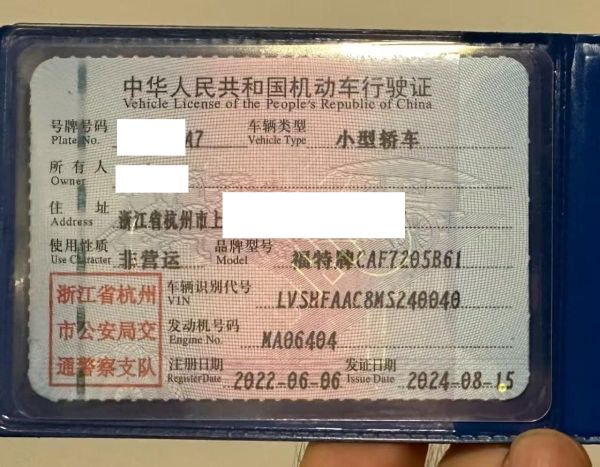 中华人民共和国机动车行驶证
Vehicle License of the People's Republic of China
号牌号码 A7 车辆类型 小型轿车
Plate No. Vehicle Type
所有人
Owner
住址 浙江省杭州市上
Address
使用性质 非营运 品牌型号 福特牌CAF7205B61
Use Character Model
浙江省杭州
市公安局交
通警察支队
车辆识别代号 LVSHFAAC8MS240040
VIN
发动机号码 MA06404
Engine No.
注册日期 2022-06-06 发证日期 2024-08-15
Register Date Issue Date